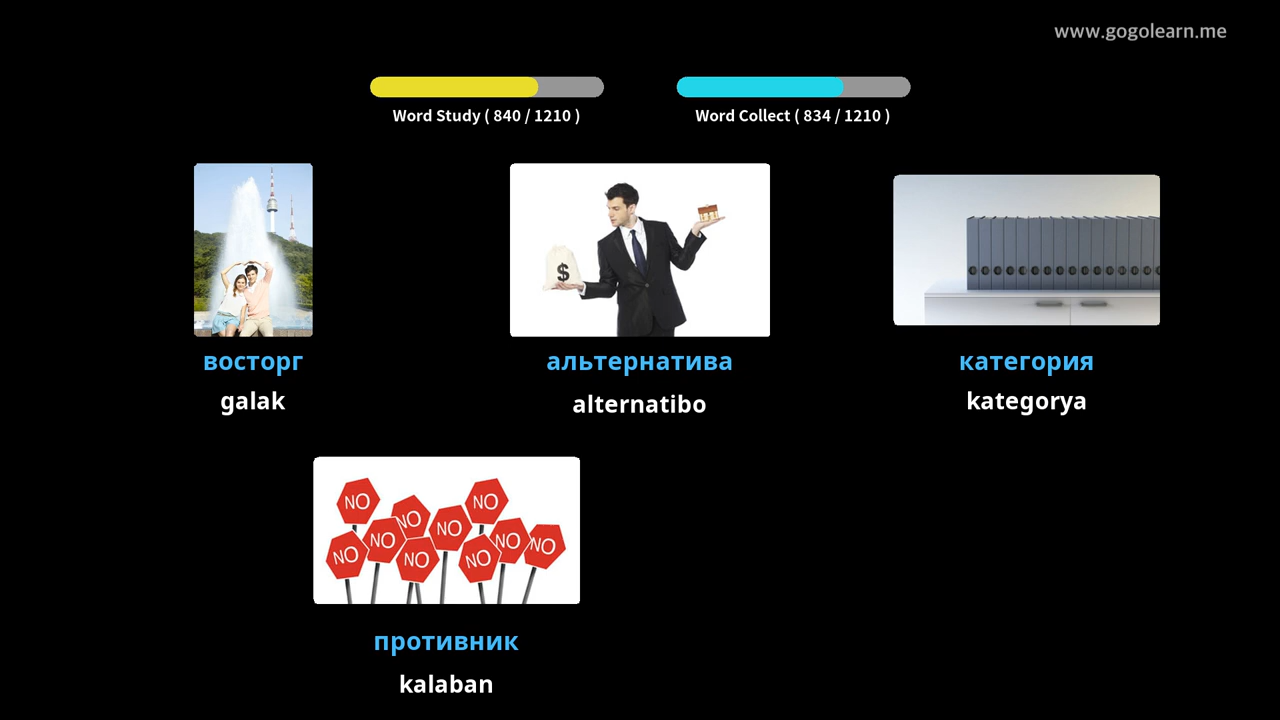 www.gogolearn.me
Word Study ( 840 / 1210 )
Word Collect ( 834 / 1210 )
$
восторг
galak
альтернатива
alternatibo
категория
kategorya
NO
NO
NO
NO
NO
NO
NO
NO
NO
NO
противник
kalaban